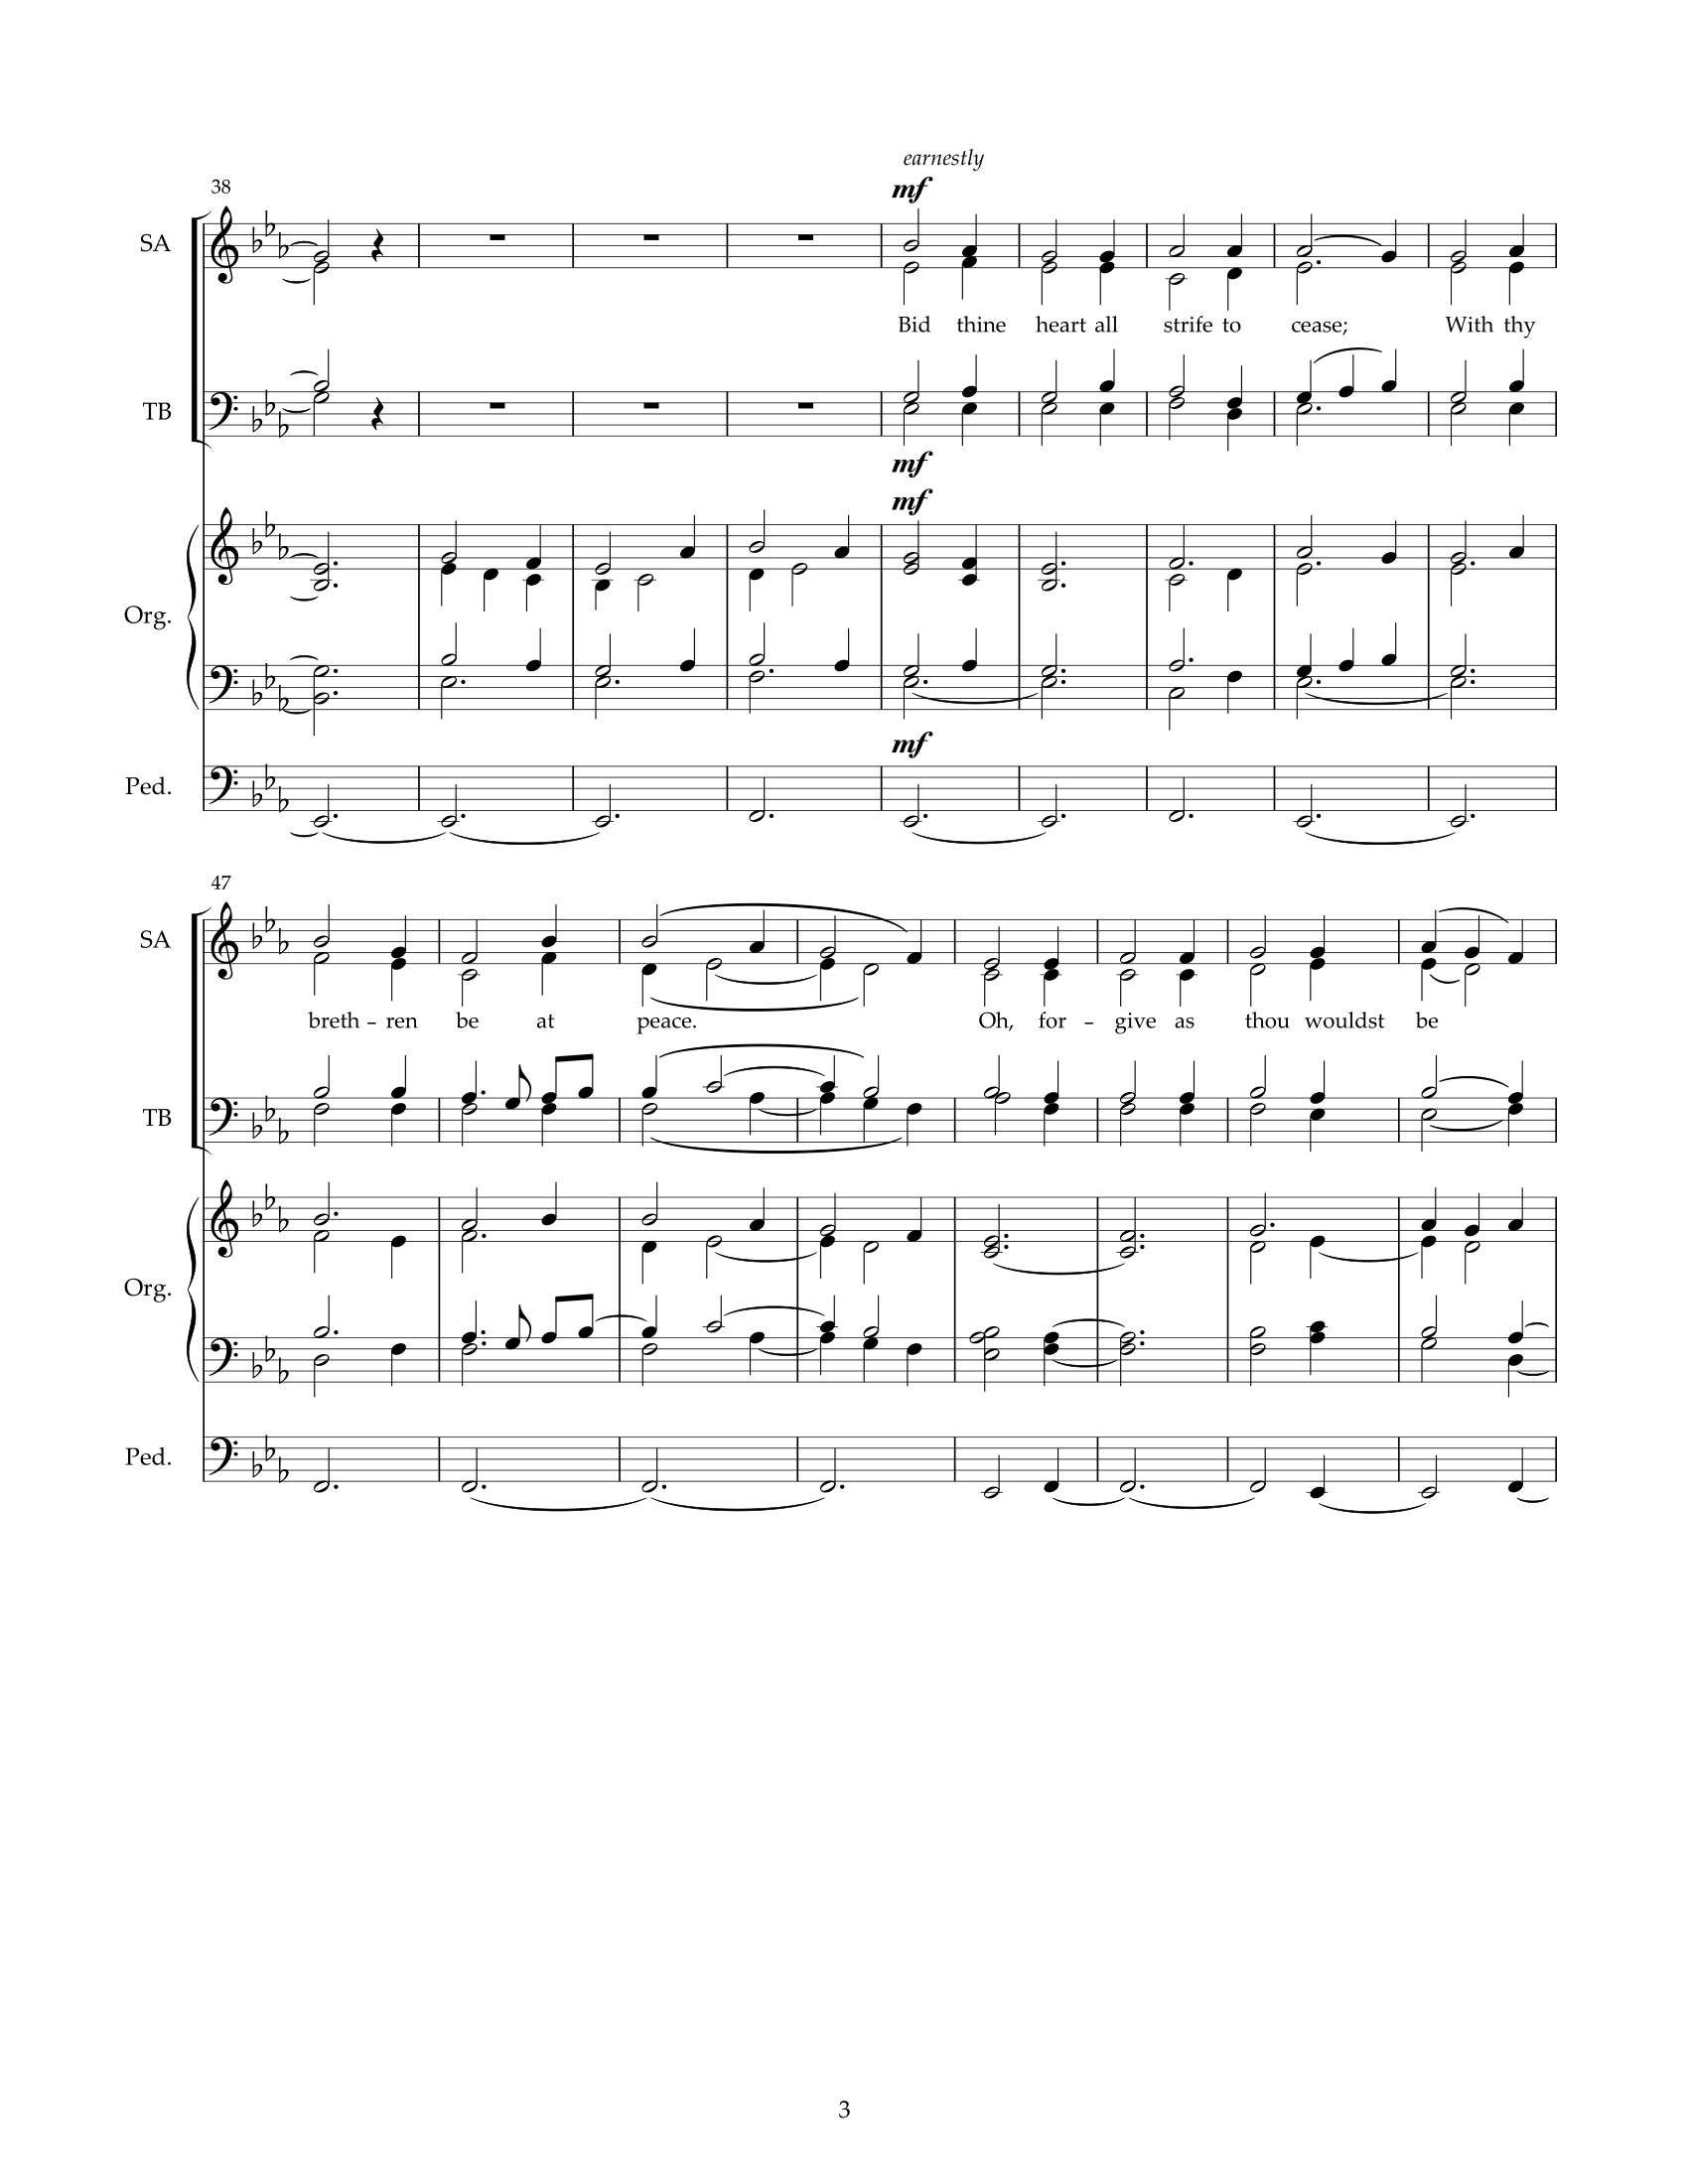 earnestly
mf
38
SA
Bid thine heart all strife to cease; With thy
TB
mf
mf
Org.
mf
Ped.
47
SA
breth – ren be at peace. Oh, for – give as thou wouldst be
TB
Org.
Ped.
3